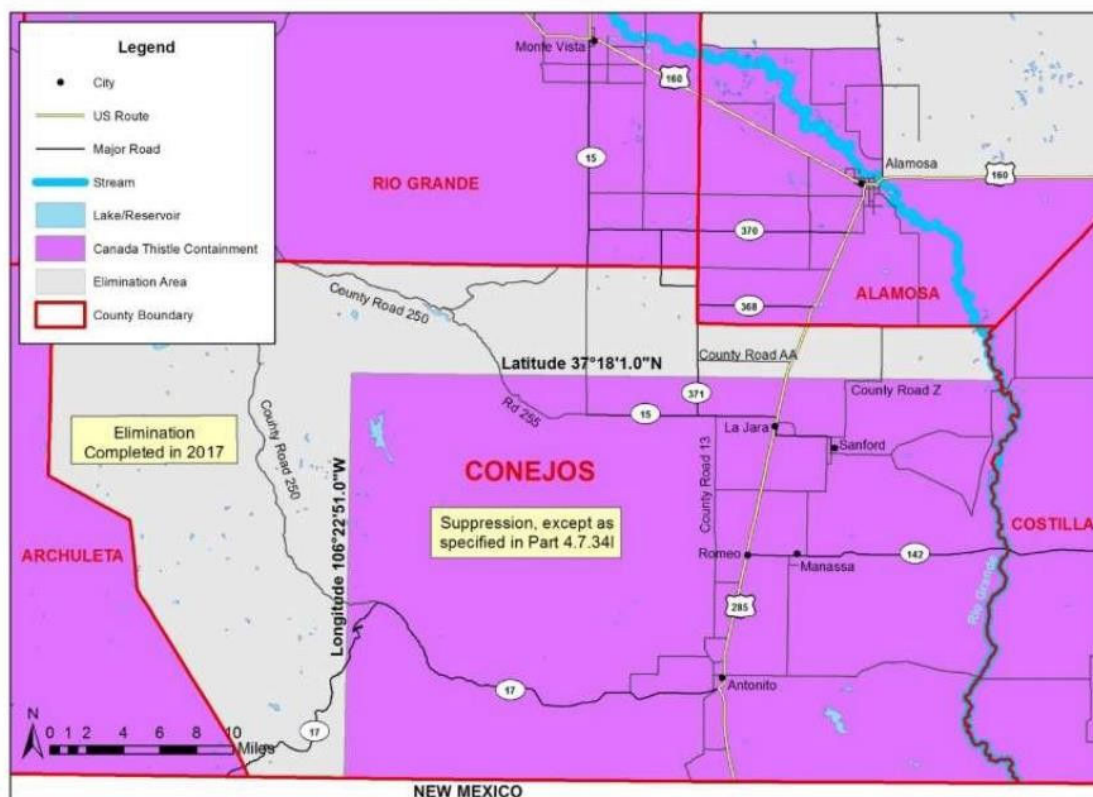 Legend
City
US Route
Major Road
Stream
Lake/Reservoir
Canada Thistle Containment
Elimination Area
County Boundary
Monte Vista
160
15
RIO GRANDE
Alamosa
160
370
ALAMOSA
368
County Road 250
Latitude 37°18'1.0"N
County Road AA
371
County Road Z
Rd 255
15
La Jara
Sanford
County Road 250
Elimination
Completed in 2017
CONEJOS
County Road 13
Suppression, except as
specified in Part 4.7.34I
COSTILLA
ARCHULETA
Longitude 106°22'51.0"W
Romeo
Manassa
142
285
Rio Grande
Antonito
17
17
N
0 1 2 4 6 8 10
Miles
NEW MEXICO